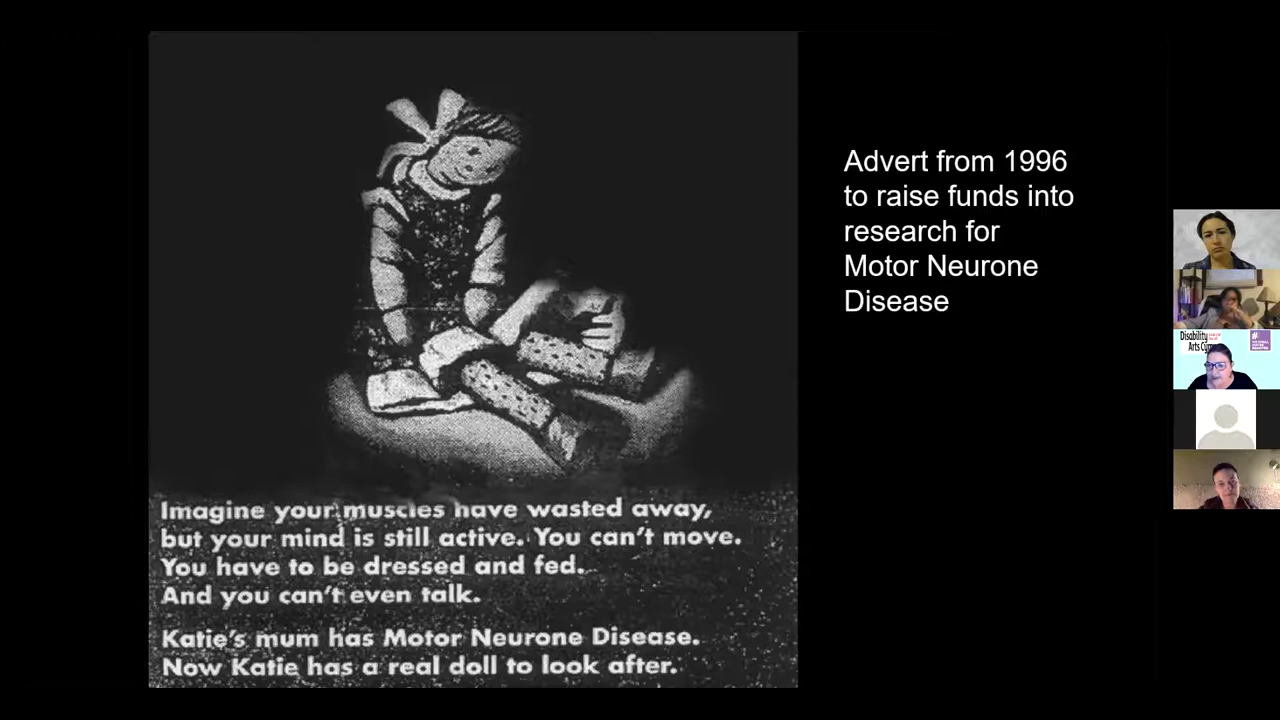 Imagine your muscles have wasted away,
but your mind is still active. You can't move.
You have to be dressed and fed.
And you can't even talk.
Katie's mum has Motor Neurone Disease.
Now Katie has a real doll to look after.
Advert from 1996
to raise funds into
research for
Motor Neurone
Disease
Disability
Arts